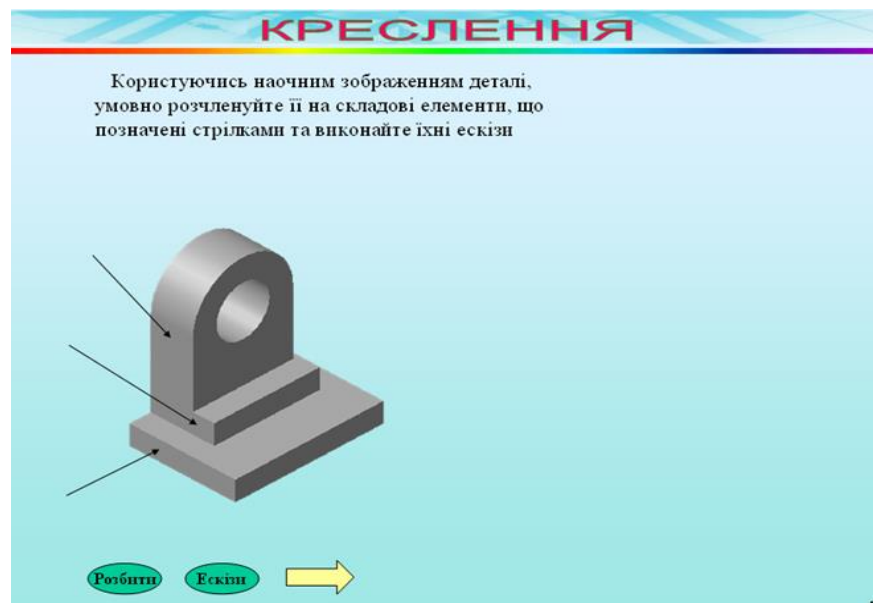 КРЕСЛЕННЯ
Користуючись наочним зображенням деталі,
умовно розчленуйте її на складові елементи, що
позначені стрілками та виконайте їхні ескізи
Розбити Ескізи